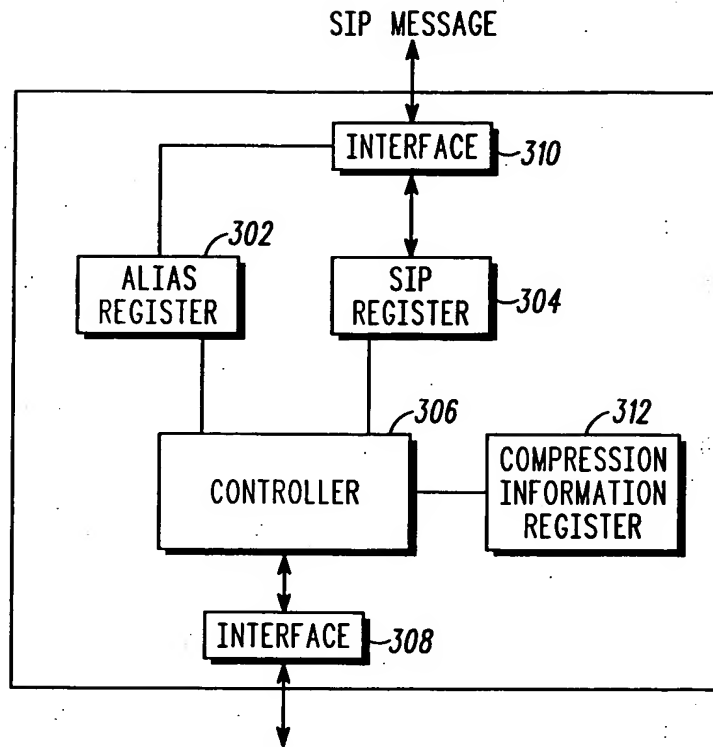 SIP MESSAGE
INTERFACE
310
302
ALIAS
REGISTER
SIP
REGISTER
304
306
CONTROLLER
312
COMPRESSION
INFORMATION
REGISTER
INTERFACE
308